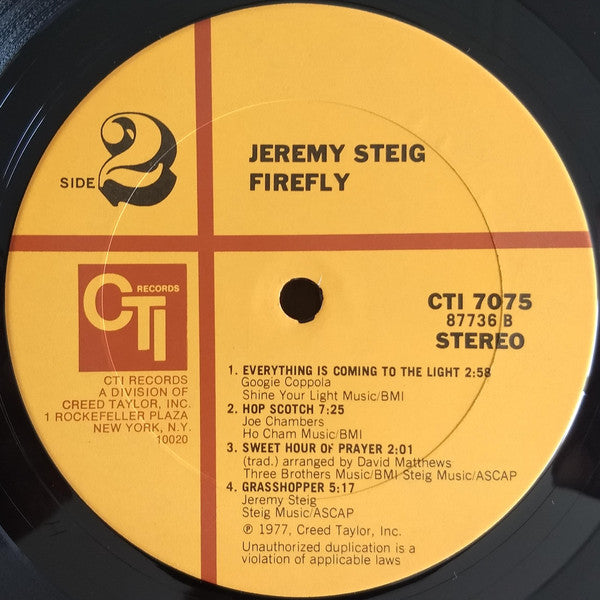 SIDE 2
JEREMY STEIG
FIREFLY
CTI RECORDS
CTI RECORDS
A DIVISION OF
CREED TAYLOR, INC.
1 ROCKEFELLER PLAZA
NEW YORK, N.Y.
10020
CTI 7075
87736 B
STEREO
1. EVERYTHING IS COMING TO THE LIGHT 2:58
Googie Coppola
Shine Your Light Music/BMI
2. HOP SCOTCH 7:25
Joe Chambers
Ho Cham Music/BMI
3. SWEET HOUR OF PRAYER 2:01
(trad.) arranged by David Matthews
Three Brothers Music/BMI Steig Music/ASCAP
4. GRASSHOPPER 5:17
Jeremy Steig
Steig Music/ASCAP
℗ 1977, Creed Taylor, Inc.
Unauthorized duplication is a
violation of applicable laws